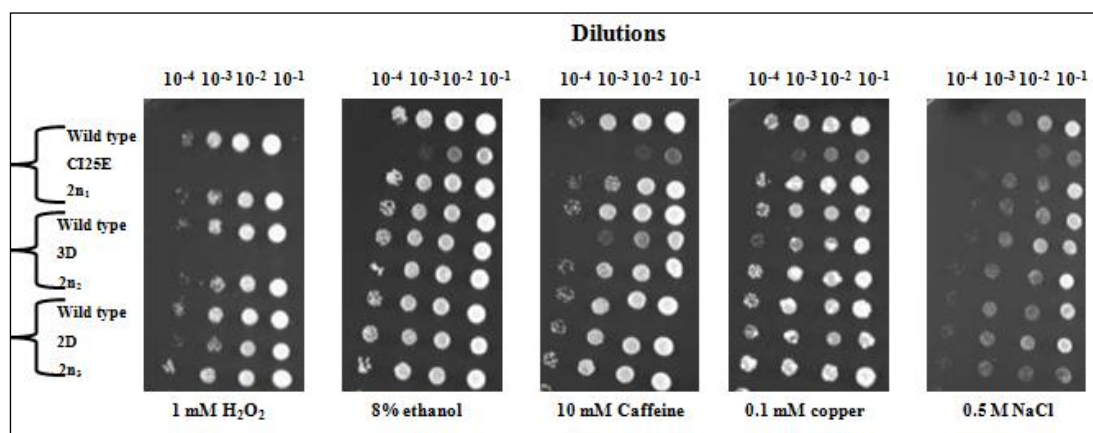 Dilutions
10⁻⁴ 10⁻³ 10⁻² 10⁻¹ 10⁻⁴ 10⁻³ 10⁻² 10⁻¹ 10⁻⁴ 10⁻³ 10⁻² 10⁻¹ 10⁻⁴ 10⁻³ 10⁻² 10⁻¹ 10⁻⁴ 10⁻³ 10⁻² 10⁻¹
Wild type
CI25E
2n₁
Wild type
3D
2n₂
Wild type
2D
2n₅
1 mM H₂O₂ 8% ethanol 10 mM Caffeine 0.1 mM copper 0.5 M NaCl